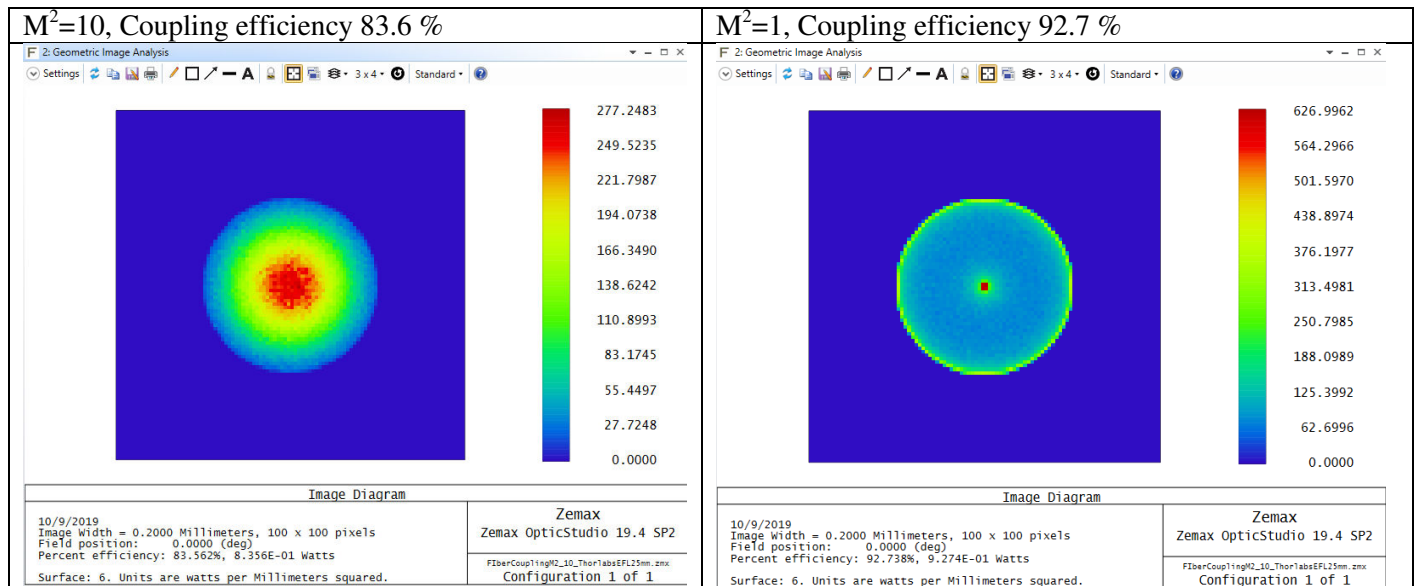 M²=10, Coupling efficiency 83.6 %
2: Geometric Image Analysis
Settings
A
3 x 4
Standard
277.2483
249.5235
221.7987
194.0738
166.3490
138.6242
110.8993
83.1745
55.4497
27.7248
0.0000
Image Diagram
10/9/2019
Image Width = 0.2000 Millimeters, 100 x 100 pixels
Field position: 0.0000 (deg)
Percent efficiency: 83.562%, 8.356E-01 Watts
Surface: 6. Units are watts per Millimeters squared.
Zemax
Zemax OpticStudio 19.4 SP2
FIberCouplingM2_10_ThorlabsEFL25mm.zmx
Configuration 1 of 1
M²=1, Coupling efficiency 92.7 %
2: Geometric Image Analysis
Settings
A
3 x 4
Standard
626.9962
564.2966
501.5970
438.8974
376.1977
313.4981
250.7985
188.0989
125.3992
62.6996
0.0000
Image Diagram
10/9/2019
Image Width = 0.2000 Millimeters, 100 x 100 pixels
Field position: 0.0000 (deg)
Percent efficiency: 92.738%, 9.274E-01 Watts
Surface: 6. Units are watts per Millimeters squared.
Zemax
Zemax OpticStudio 19.4 SP2
FIberCouplingM2_10_ThorlabsEFL25mm.zmx
Configuration 1 of 1